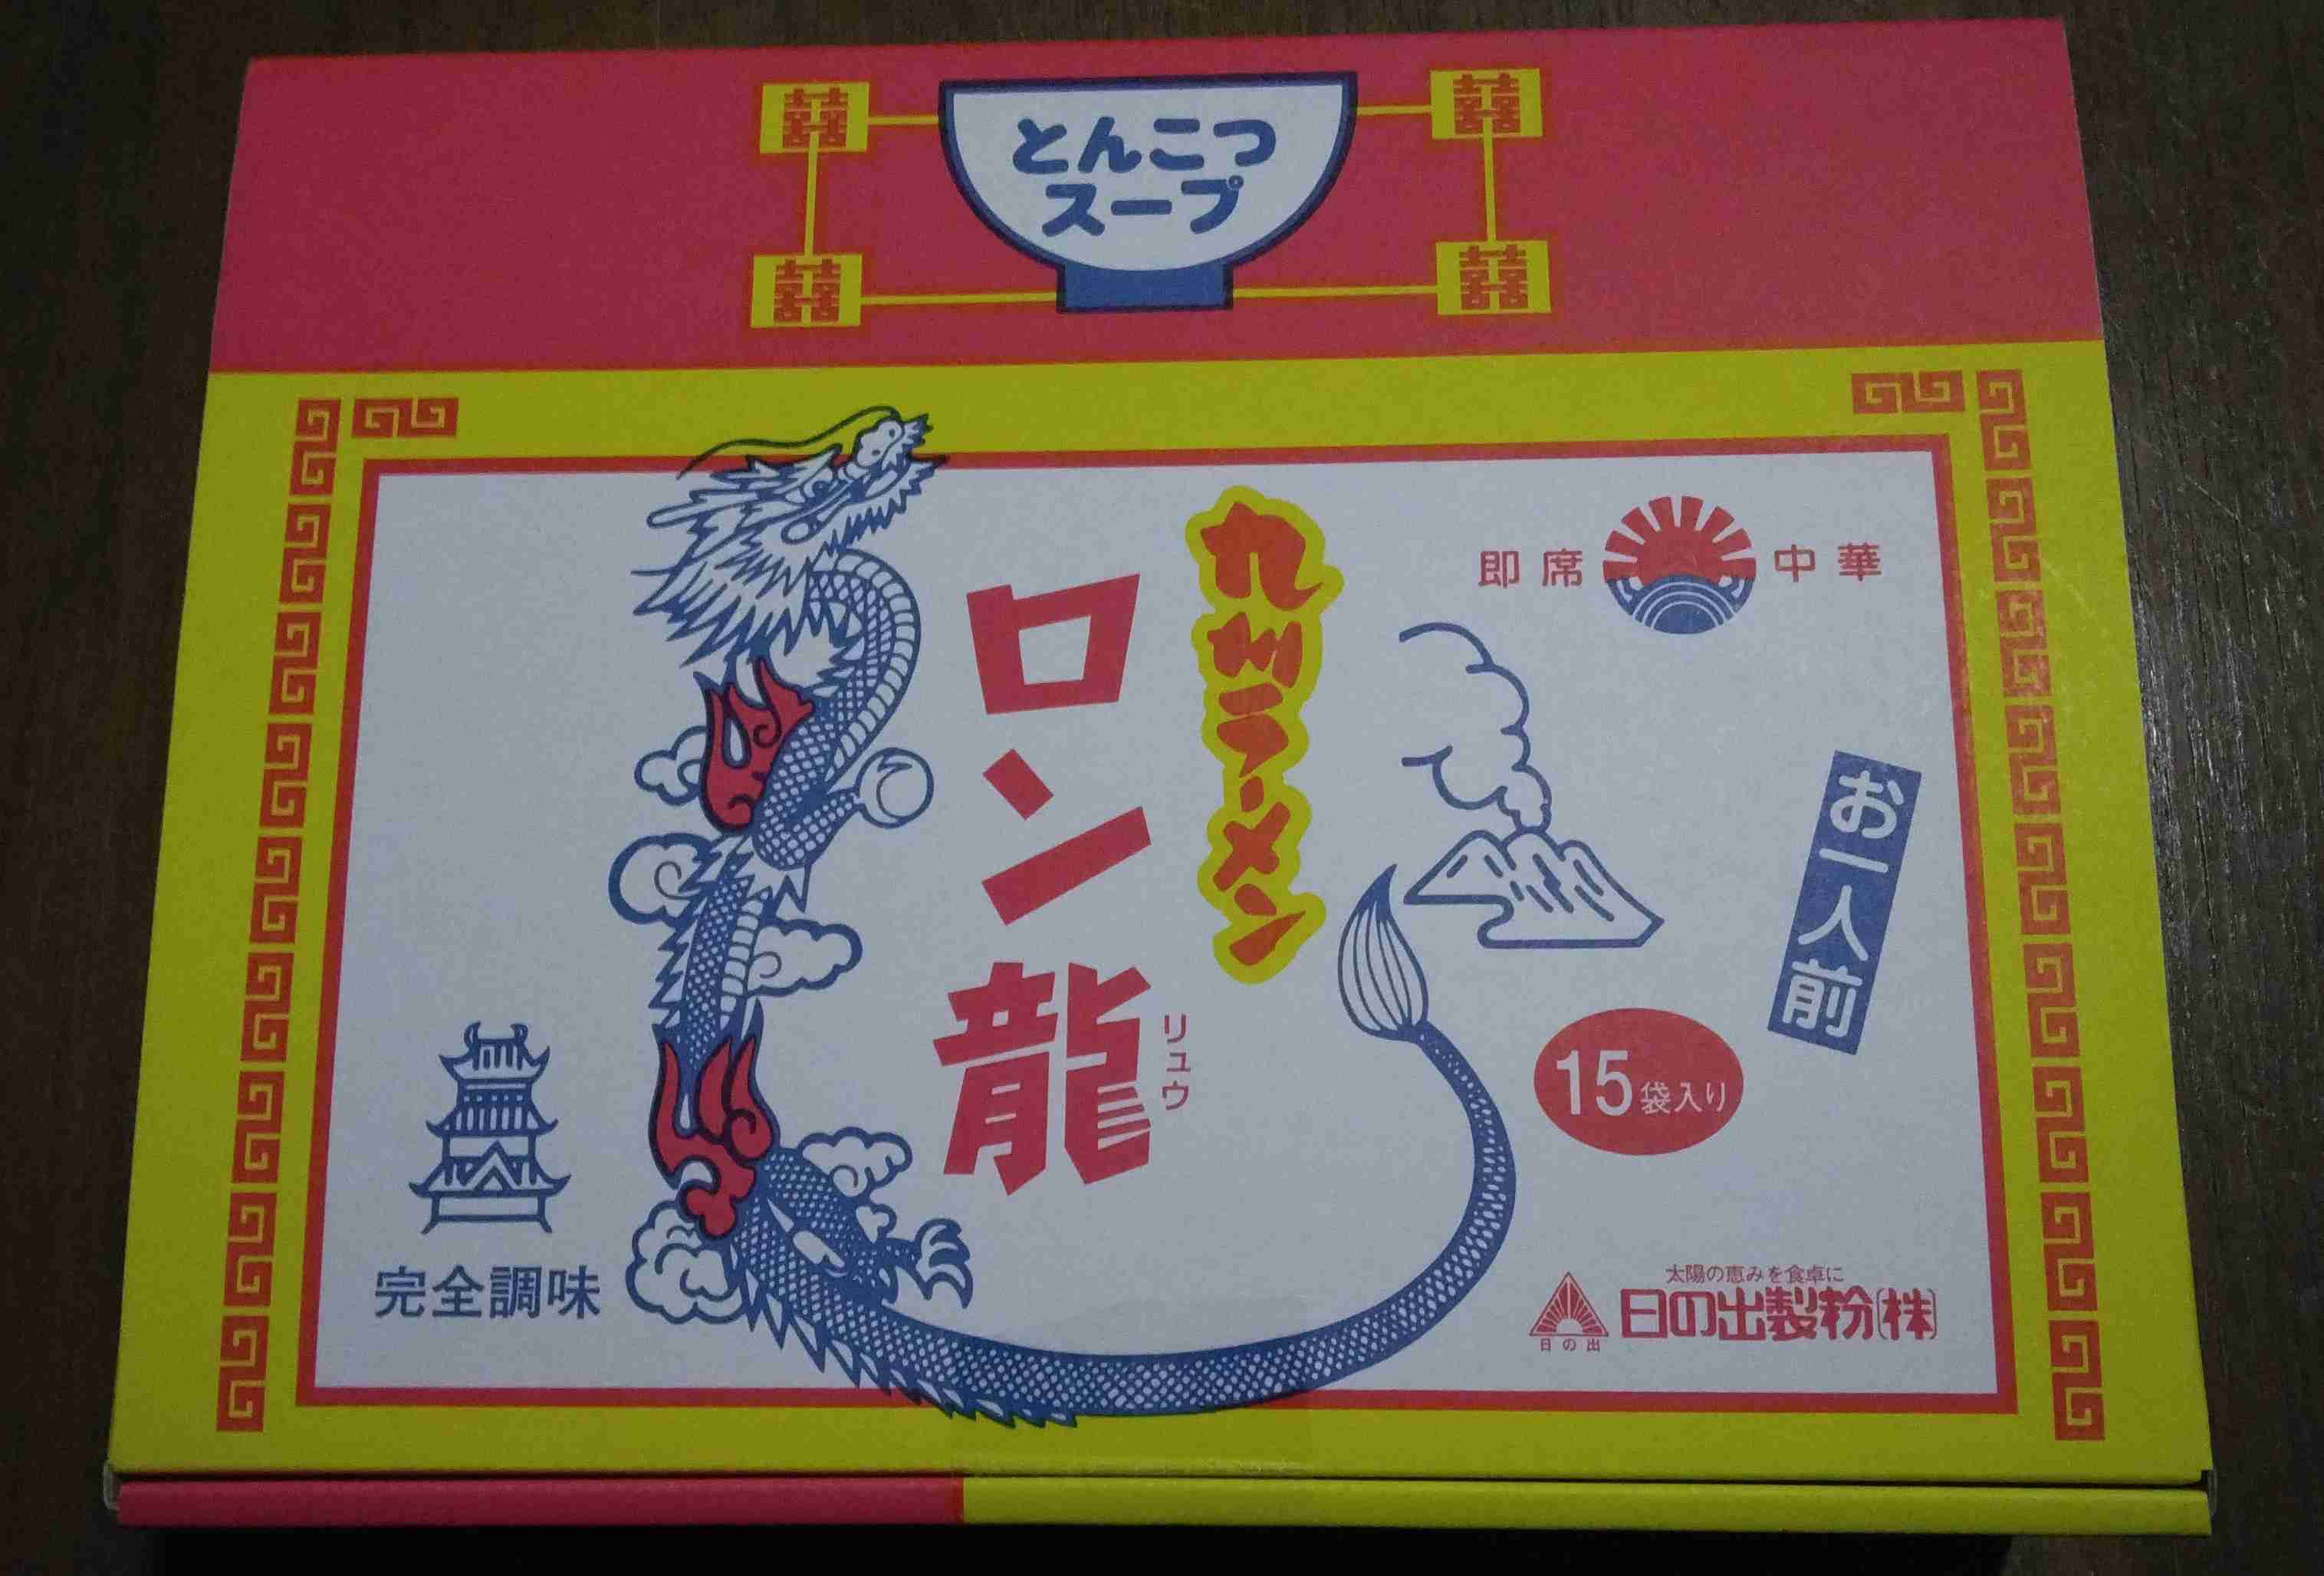 囍
囍
とんこつ
スープ
囍
囍
即席
中華
九州ラーメン
ロン龍
リュウ
お一人前
15袋入り
完全調味
太陽の恵みを食卓に
日の出製粉(株)
日の出